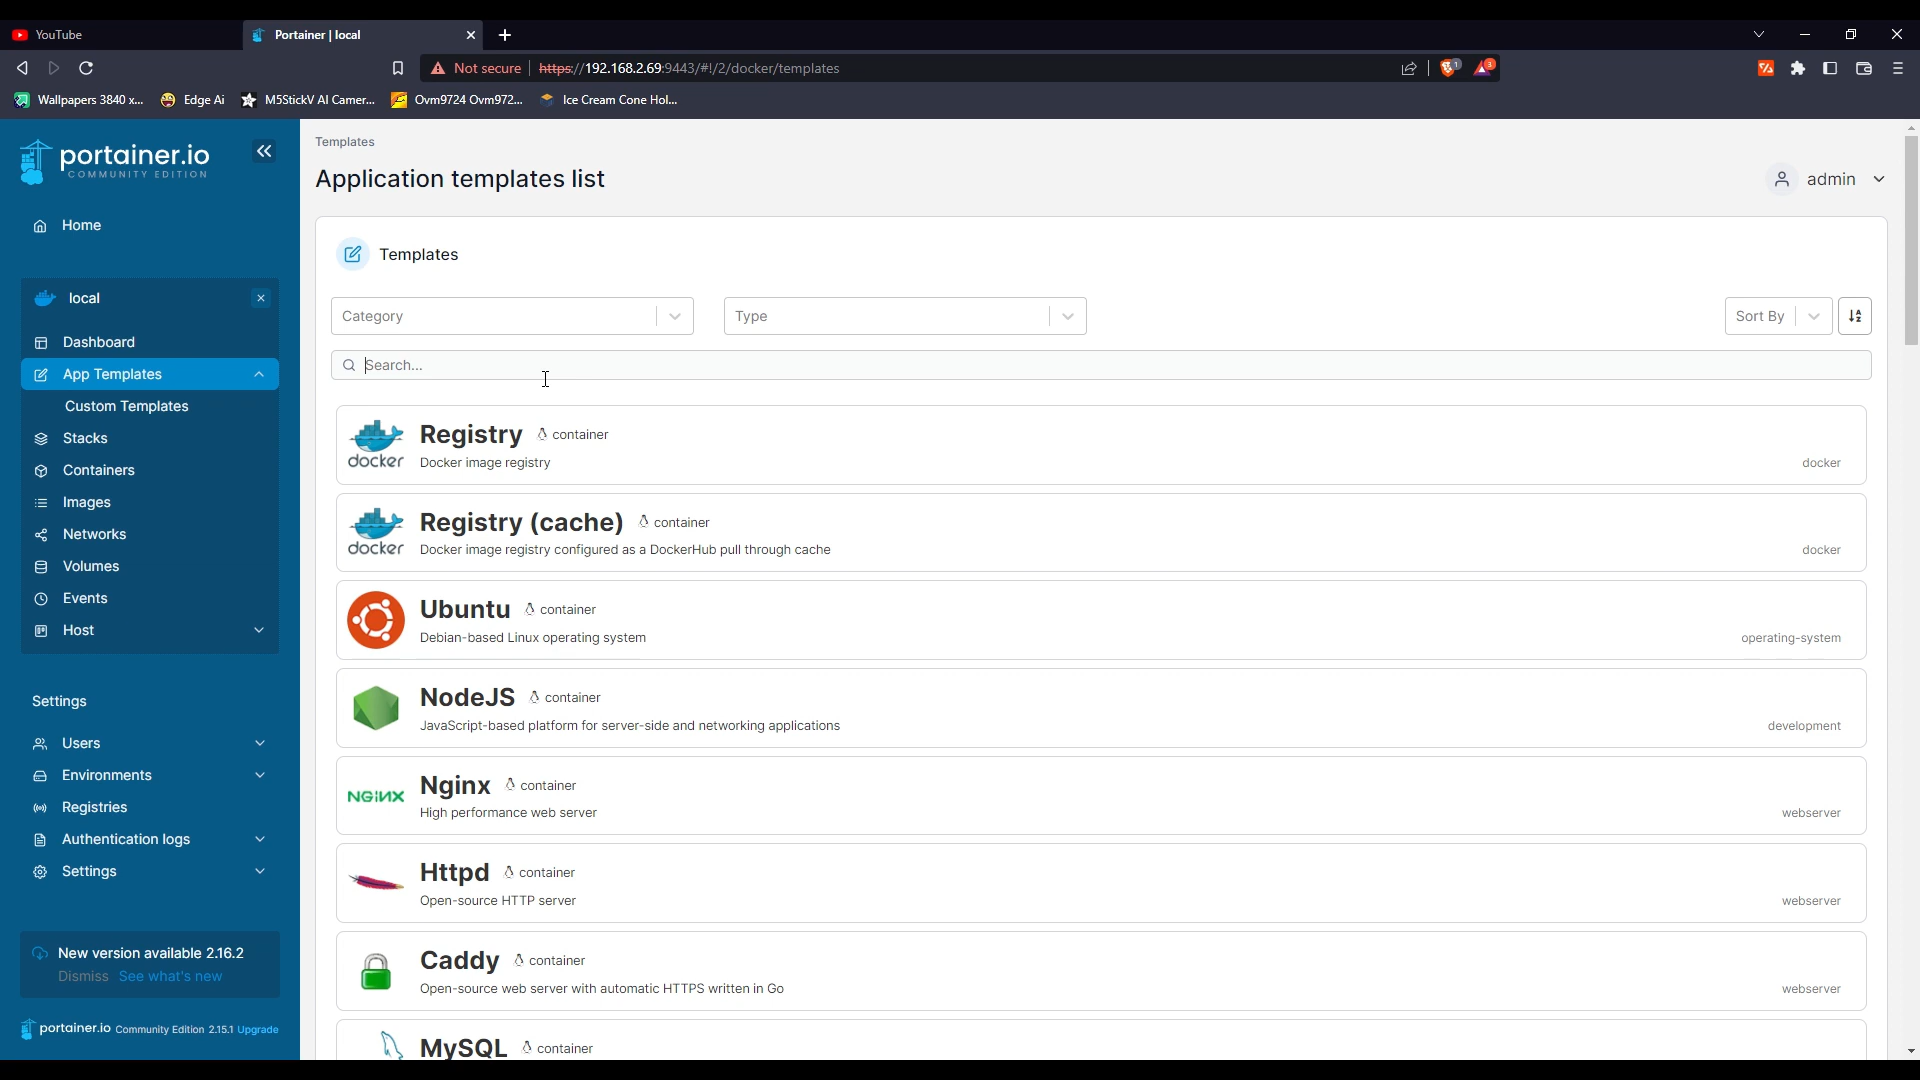 YouTube
Portainer | local
Not secure
https://192.168.2.69:9443/#!/2/docker/templates
1
3
Wallpapers 3840 x...
Edge Ai
M5StickV AI Camer...
Ovm9724 Ovm972...
Ice Cream Cone Hol...
portainer.io
COMMUNITY EDITION
Home
local
Dashboard
App Templates
Custom Templates
Stacks
Containers
Images
Networks
Volumes
Events
Host
Settings
Users
Environments
Registries
Authentication logs
Settings
New version available 2.16.2
Dismiss See what's new
portainer.io Community Edition 2.15.1 Upgrade
Templates
Application templates list
admin
Templates
Category
Type
Sort By
Search...
docker
Registry container
Docker image registry
docker
docker
Registry (cache) container
Docker image registry configured as a DockerHub pull through cache
docker
Ubuntu container
Debian-based Linux operating system
operating-system
NodeJS container
JavaScript-based platform for server-side and networking applications
development
NGINX
Nginx container
High performance web server
webserver
Httpd container
Open-source HTTP server
webserver
Caddy container
Open-source web server with automatic HTTPS written in Go
webserver
MySQL container